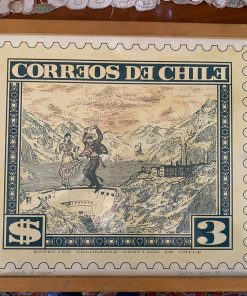 CORREOS DE CHILE
$ 3
ESPECIES VALORADAS-SANTIAGO DE CHILE